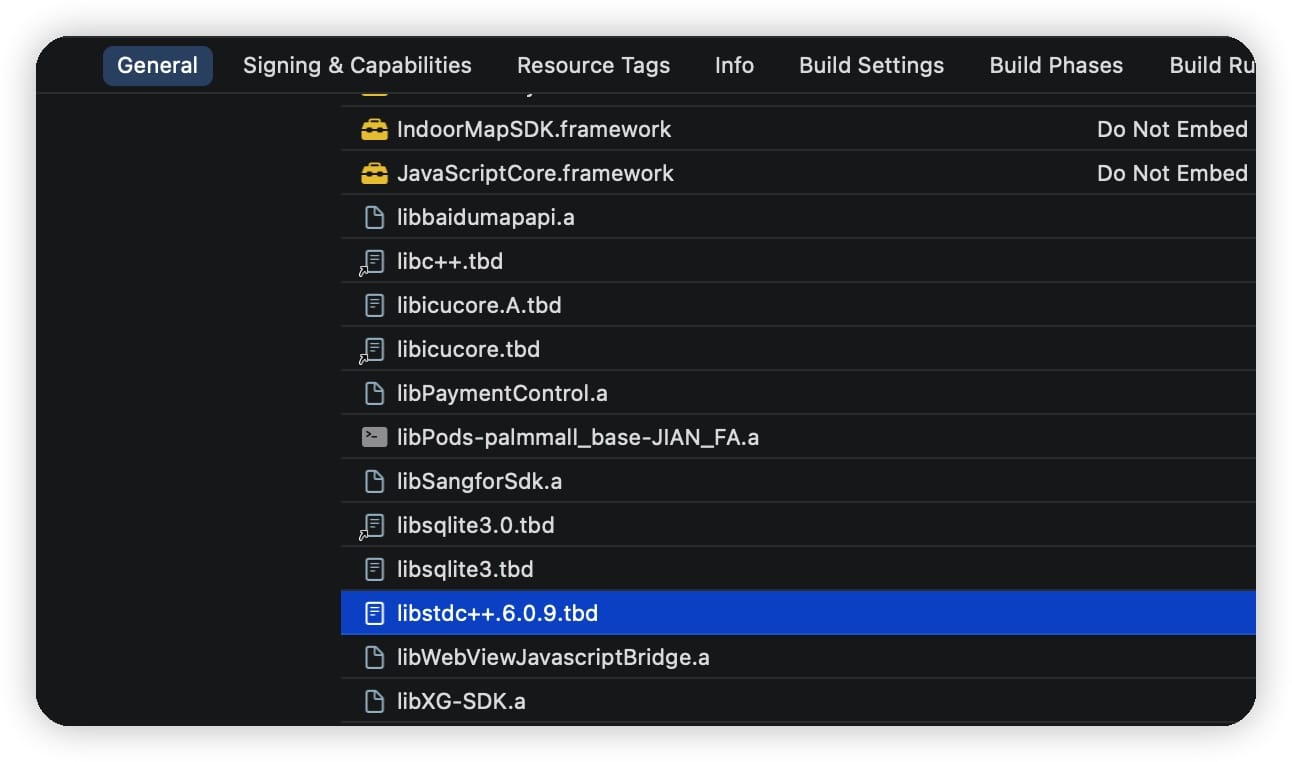 General Signing & Capabilities Resource Tags Info Build Settings Build Phases Build Ru
IndoorMapSDK.framework Do Not Embed
JavaScriptCore.framework Do Not Embed
libbaidumapapi.a
libc++.tbd
libicucore.A.tbd
libicucore.tbd
libPaymentControl.a
libPods-palmmall_base-JIAN_FA.a
libSangforSdk.a
libsqlite3.0.tbd
libsqlite3.tbd
libstdc++.6.0.9.tbd
libWebViewJavascriptBridge.a
libXG-SDK.a